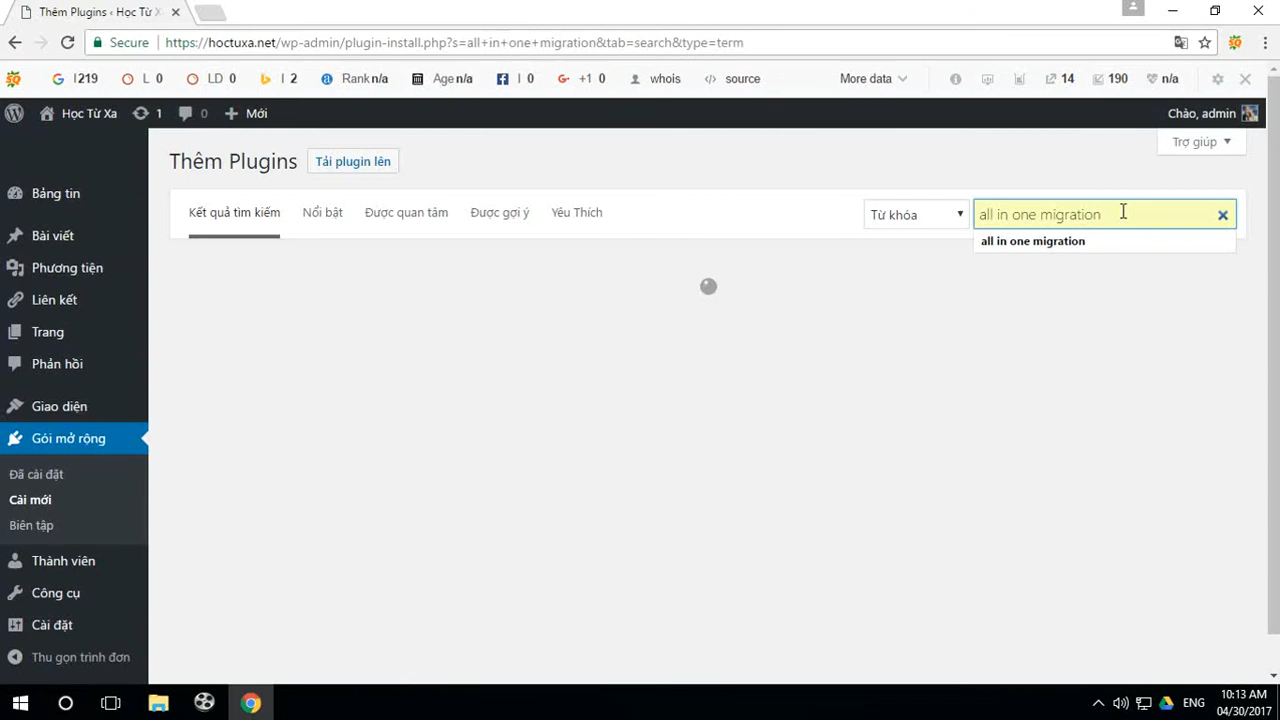 Thêm Plugins ‹ Học Từ X
Secure
https://hoctuxa.net/wp-admin/plugin-install.php?s=all+in+one+migration&tab=search&type=term
I 219
L 0
LD 0
I 2
Rank n/a
Age n/a
I 0
+1 0
whois
source
More data
14
190
n/a
Học Từ Xa
1
0
Mới
Chào, admin
Trợ giúp
Thêm Plugins
Tải plugin lên
Kết quả tìm kiếm
Nổi bật
Được quan tâm
Được gợi ý
Yêu Thích
Từ khóa
all in one migration
all in one migration
Bảng tin
Bài viết
Phương tiện
Liên kết
Trang
Phản hồi
Giao diện
Gói mở rộng
Đã cài đặt
Cài mới
Biên tập
Thành viên
Công cụ
Cài đặt
Thu gọn trình đơn
ENG
10:13 AM
04/30/2017